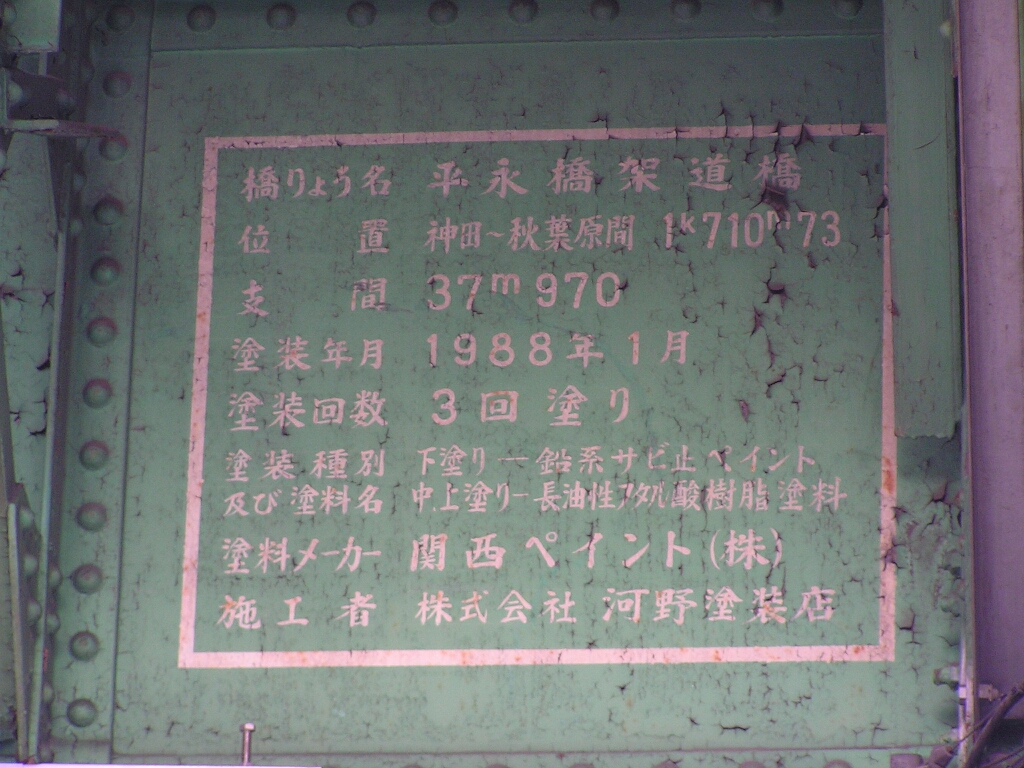 橋りょう名 平永橋架道橋
位置 神田~秋葉原間 1k710m73
支間 37m970
塗装年月 1988年1月
塗装回数 3回塗り
塗装種別 下塗りー鉛系サビ止ペイント
及び塗料名 中上塗りー長油性フタル酸樹脂塗料
塗料メーカー 関西ペイント(株)
施工者 株式会社 河野塗装店